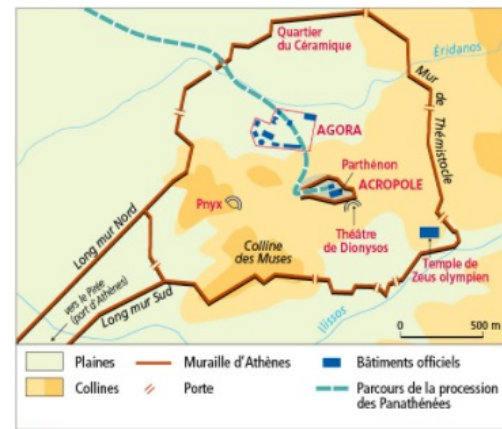 Quartier
du Céramique
Éridanos
Mur de Thémistocle
AGORA
Parthénon
ACROPOLE
Pnyx
Théâtre
de Dionysos
Colline
des Muses
Temple de
Zeus olympien
Long mur Nord
vers le Pirée
(port d'Athènes)
Long mur Sud
Ilissos
0 500 m
Plaines
Muraille d'Athènes
Bâtiments officiels
Collines
Porte
Parcours de la procession
des Panathénées